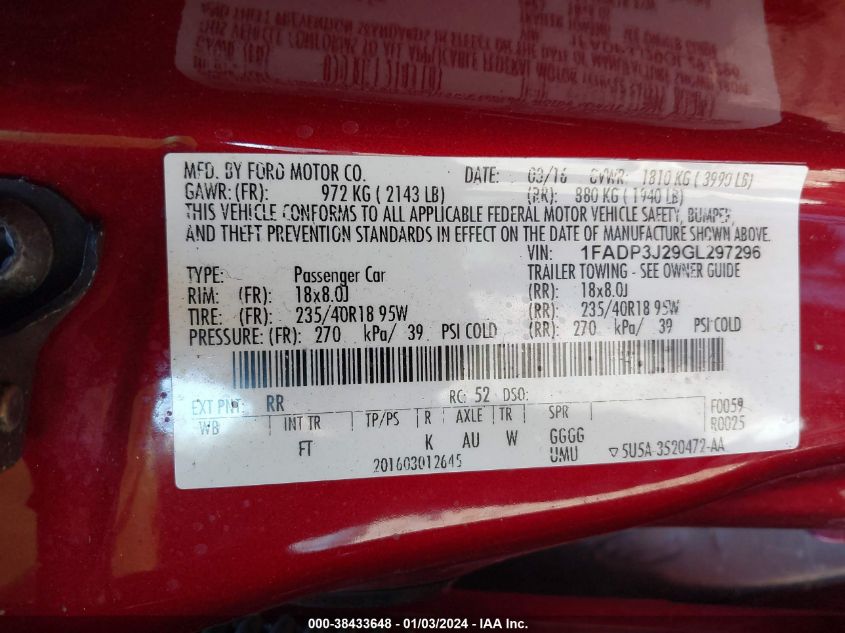 MFD. BY FORD MOTOR CO. DATE: 03/16 GVWR: 1810 KG ( 3990 LB)
GAWR: (FR): 972 KG ( 2143 LB) (RR): 880 KG ( 1940 LB)
THIS VEHICLE CONFORMS TO ALL APPLICABLE FEDERAL MOTOR VEHICLE SAFETY, BUMPER,
AND THEFT PREVENTION STANDARDS IN EFFECT ON THE DATE OF MANUFACTURE SHOWN ABOVE.
VIN: 1FADP3J29GL297296
TYPE: Passenger Car TRAILER TOWING - SEE OWNER GUIDE
RIM: (FR): 18x8.0J (RR): 18x8.0J
TIRE: (FR): 235/40R18 95W (RR): 235/40R18 95W
PRESSURE: (FR): 270 kPa/ 39 PSI COLD (RR): 270 kPa/ 39 PSI COLD
EXT PNT: RR RC: 52 DSO:
WB INT TR TP/PS R AXLE TR SPR F0059
R0025
FT K AU W GGGG
UMU
201603012645 ▽5U5A-3520472-AA
000-38433648 - 01/03/2024 - IAA Inc.